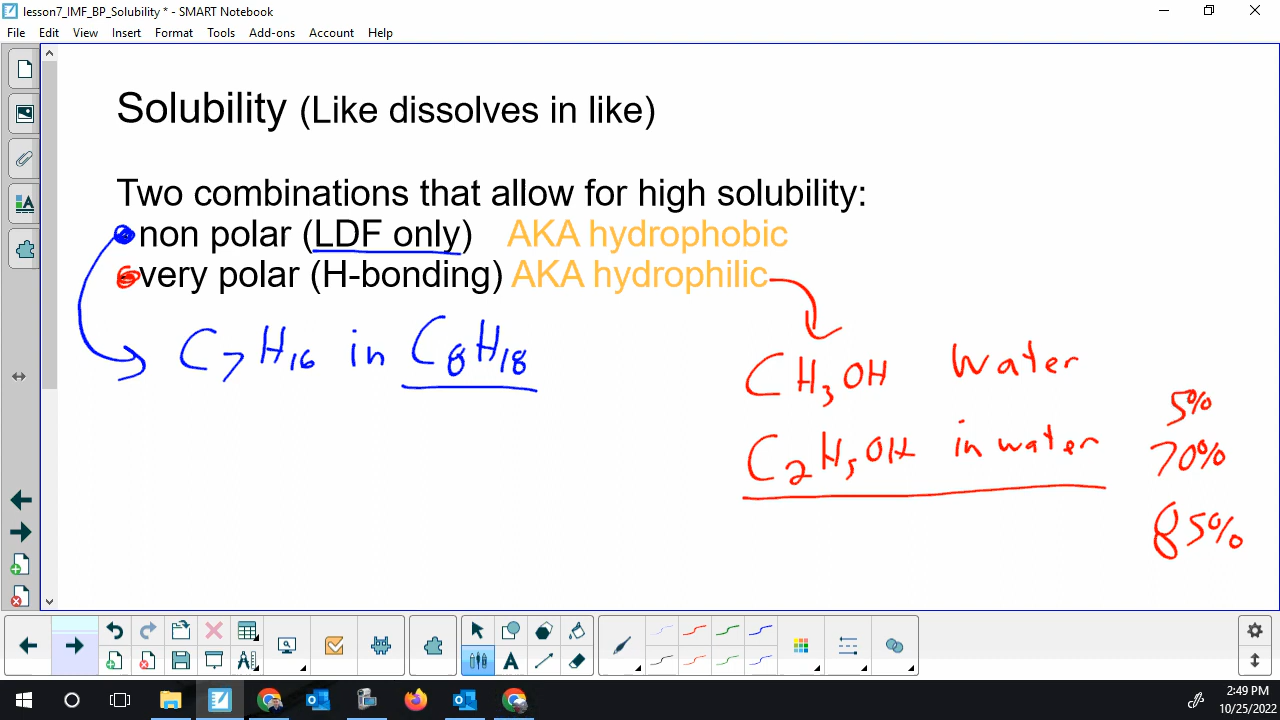 lesson7_IMF_BP_Solubility * - SMART Notebook
File Edit View Insert Format Tools Add-ons Account Help
Solubility (Like dissolves in like)
Two combinations that allow for high solubility:
non polar (LDF only) AKA hydrophobic
very polar (H-bonding) AKA hydrophilic
C7H16 in C8H18
CH3OH Water
5%
C2H5OH in water 70%
85%
2:49 PM
10/25/2022